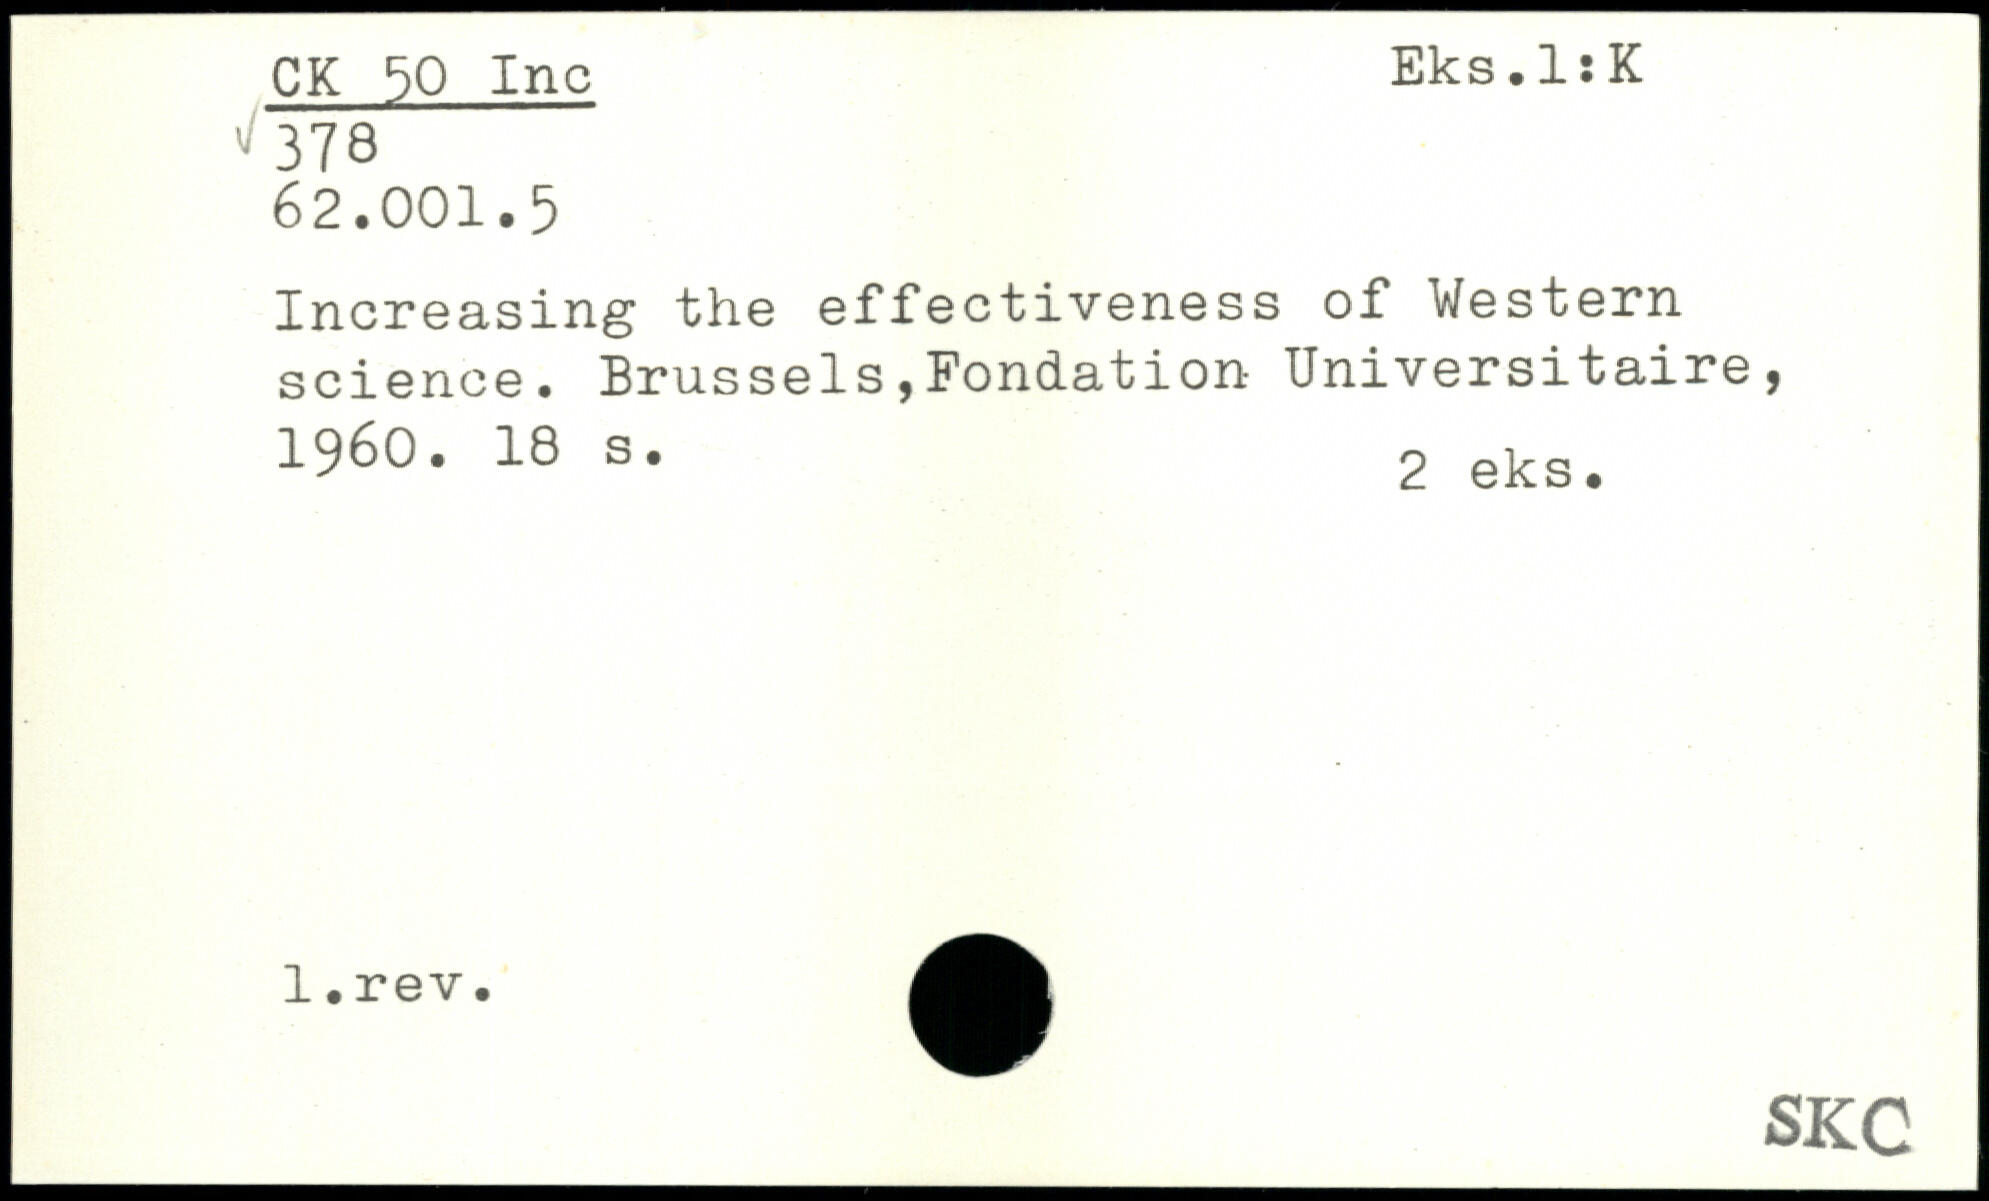 CK 50 Inc
Eks.1:K
378
62.001.5
Increasing the effectiveness of Western
science. Brussels,Fondation Universitaire,
1960. 18 s.
2 eks.
1.rev.
SKC